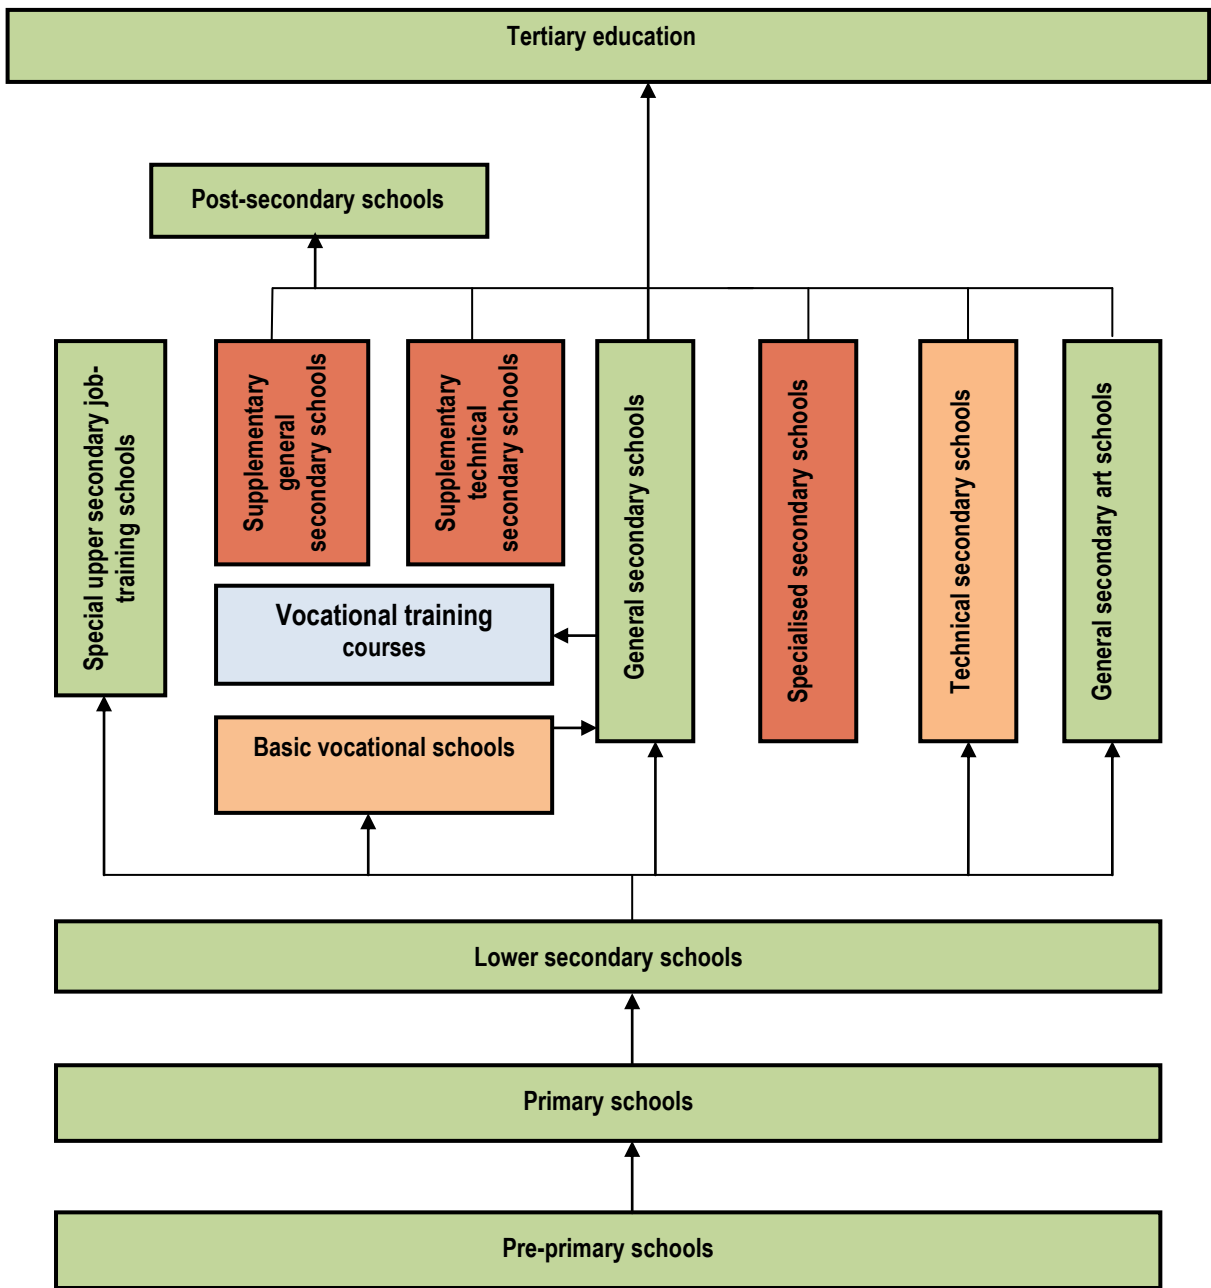 Tertiary education
Post-secondary schools
Special upper secondary job-
training schools
Supplementary
general
secondary schools
Supplementary
technical
secondary schools
General secondary schools
Specialised secondary schools
Technical secondary schools
General secondary art schools
Vocational training
courses
Basic vocational schools
Lower secondary schools
Primary schools
Pre-primary schools